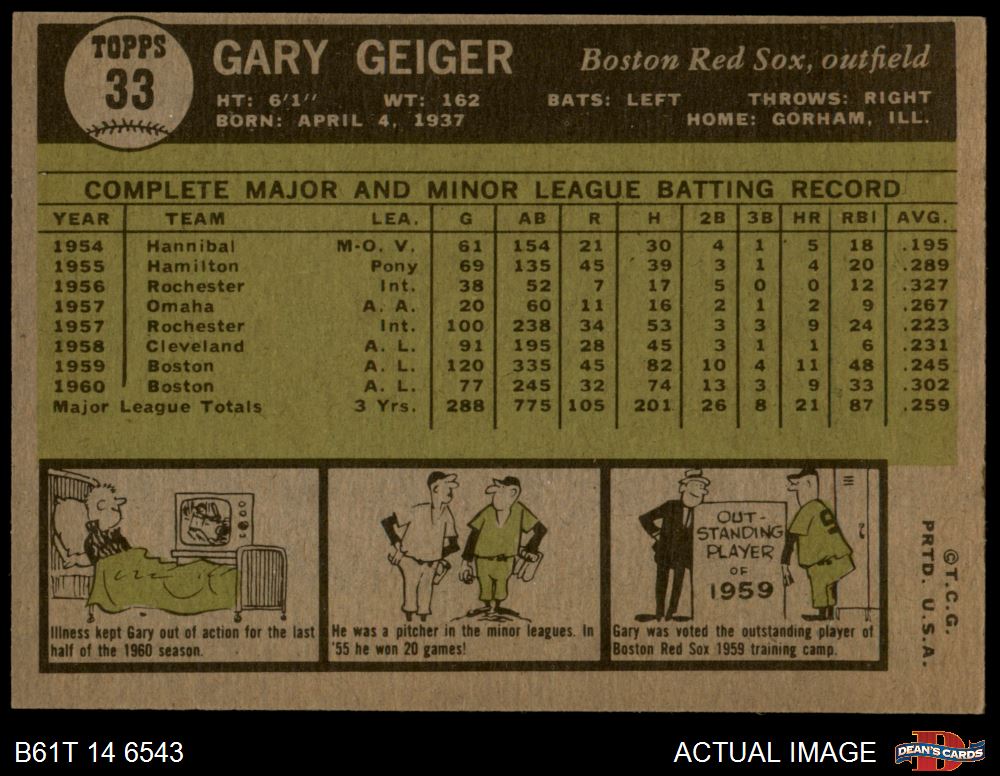 TOPPS
33
GARY GEIGER
Boston Red Sox, outfield
HT: 6'1" WT: 162 BATS: LEFT THROWS: RIGHT
BORN: APRIL 4, 1937 HOME: GORHAM, ILL.
COMPLETE MAJOR AND MINOR LEAGUE BATTING RECORD
YEAR TEAM LEA. G AB R H 2B 3B HR RBI AVG.
1954 Hannibal M-O. V. 61 154 21 30 4 1 5 18 .195
1955 Hamilton Pony 69 135 45 39 3 1 4 20 .289
1956 Rochester Int. 38 52 7 17 5 0 0 12 .327
1957 Omaha A. A. 20 60 11 16 2 1 2 9 .267
1957 Rochester Int. 100 238 34 53 3 3 9 24 .223
1958 Cleveland A. L. 91 195 28 45 3 1 1 6 .231
1959 Boston A. L. 120 335 45 82 10 4 11 48 .245
1960 Boston A. L. 77 245 32 74 13 3 9 33 .302
Major League Totals 3 Yrs. 288 775 105 201 26 8 21 87 .259
Illness kept Gary out of action for the last
half of the 1960 season.
He was a pitcher in the minor leagues. In
'55 he won 20 games!
OUT-
STANDING
PLAYER
OF
1959
9
Gary was voted the outstanding player of
Boston Red Sox 1959 training camp.
©T.C.G.
PRTD. U.S.A.
B61T 14 6543
ACTUAL IMAGE
D
DEAN'S CARDS